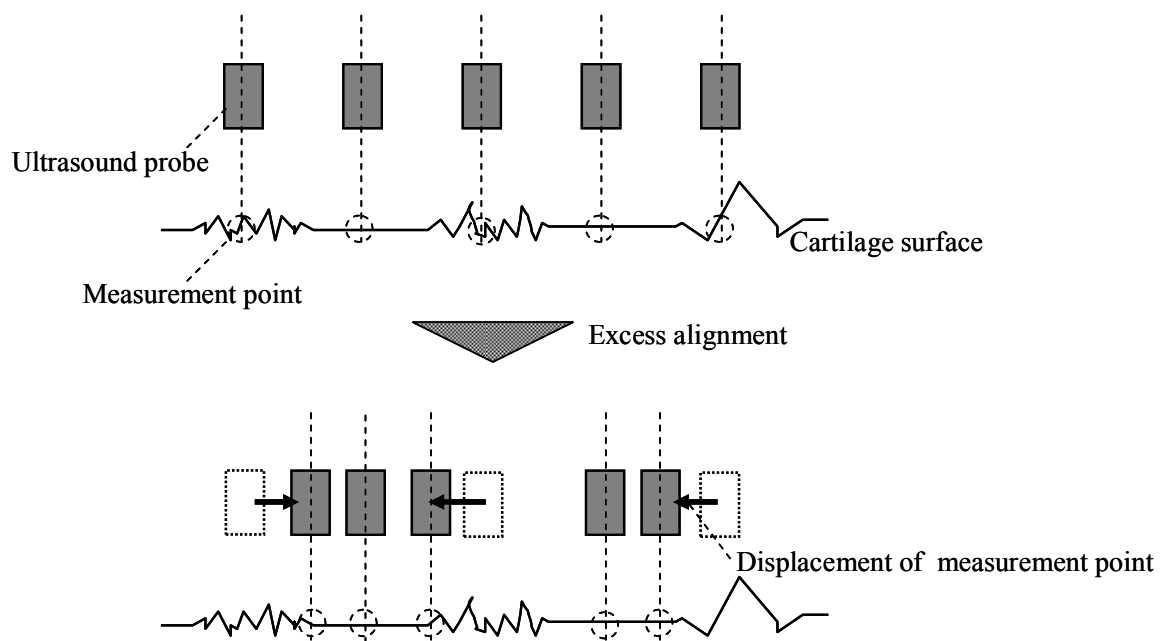 Ultrasound probe
Cartilage surface
Measurement point
Excess alignment
Displacement of measurement point